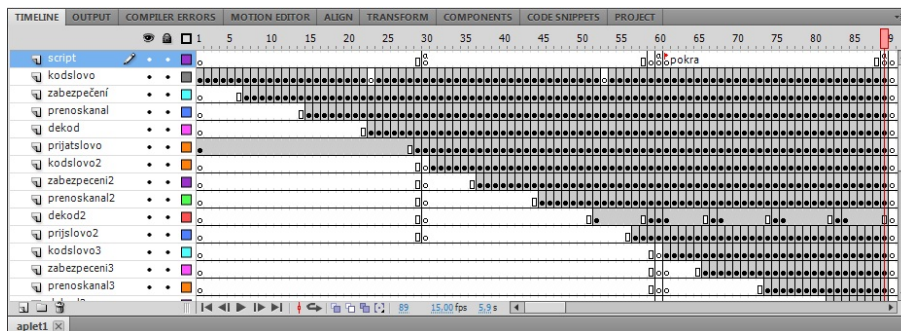 TIMELINE OUTPUT COMPILER ERRORS MOTION EDITOR ALIGN TRANSFORM COMPONENTS CODE SNIPPETS PROJECT
1 5 10 15 20 25 30 35 40 45 50 55 60 65 70 75 80 85 9
script a a pokra
kodslovo
zabezpečení
prenoskanal
dekod
prijatslovo
kodslovo2
zabezpeceni2
prenoskanal2
dekod2
prijslovo2
kodslovo3
zabezpeceni3
prenoskanal3
89 15.00 fps 5.9 s
aplet1